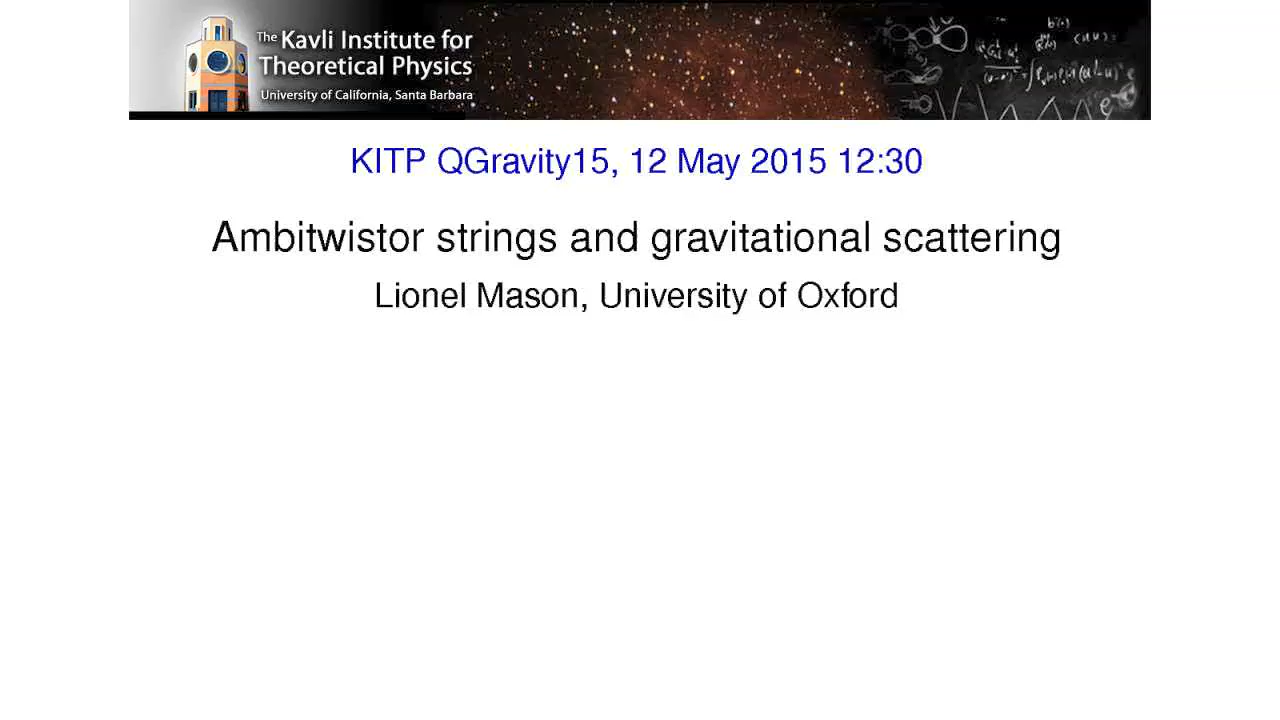 The Kavli Institute for
Theoretical Physics
University of California, Santa Barbara
KITP QGravity15, 12 May 2015 12:30
Ambitwistor strings and gravitational scattering
Lionel Mason, University of Oxford